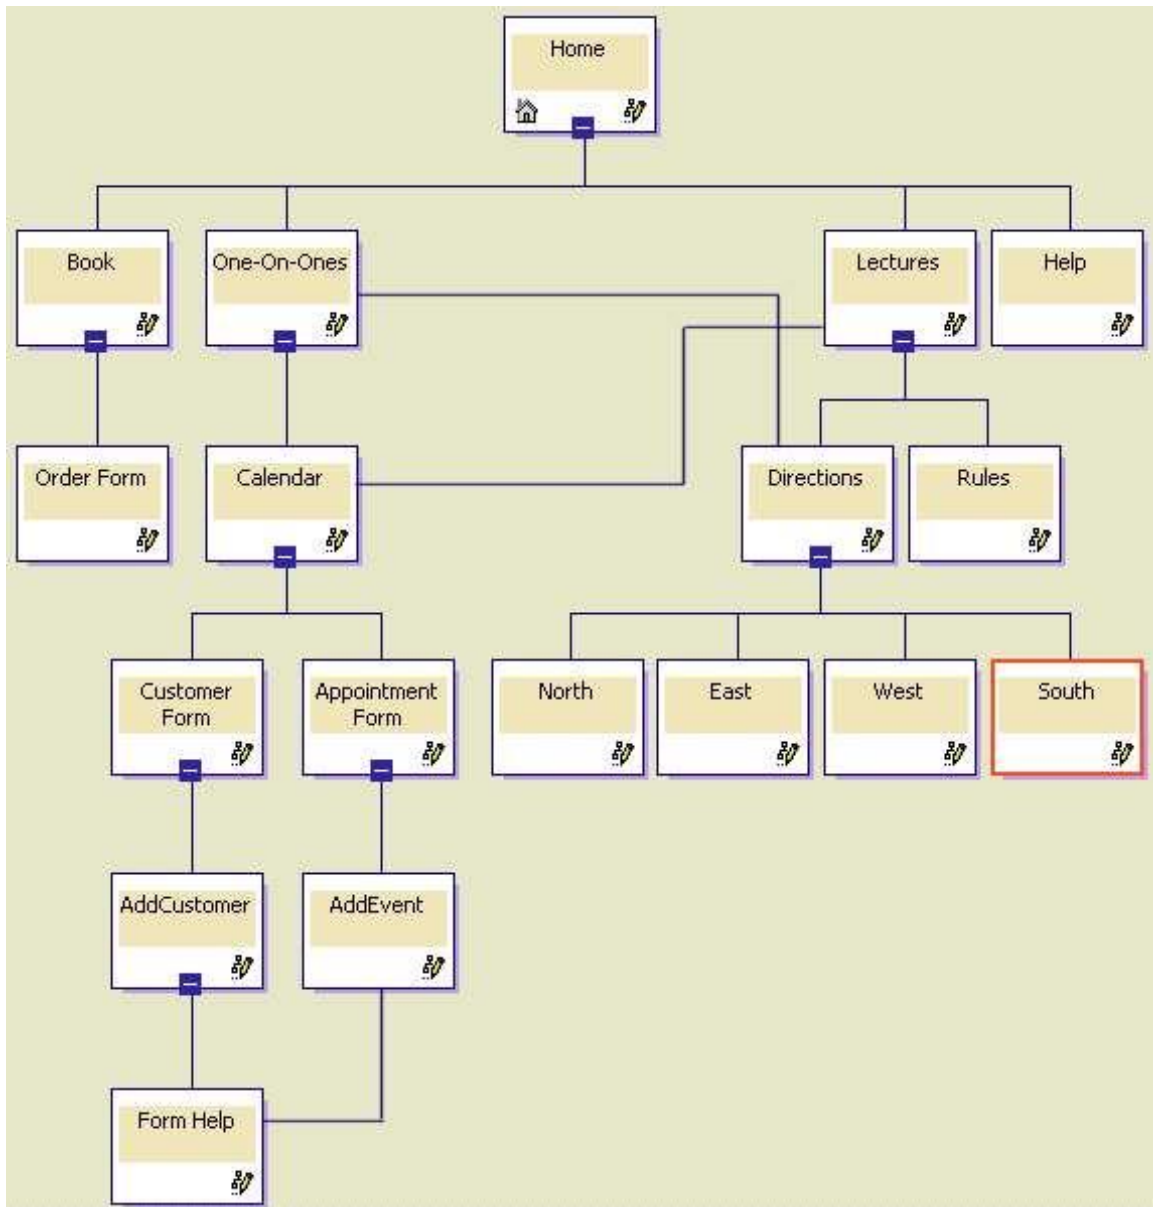 Home
Book
One-On-Ones
Lectures
Help
Order Form
Calendar
Directions
Rules
Customer
Form
Appointment
Form
North
East
West
South
AddCustomer
AddEvent
Form Help